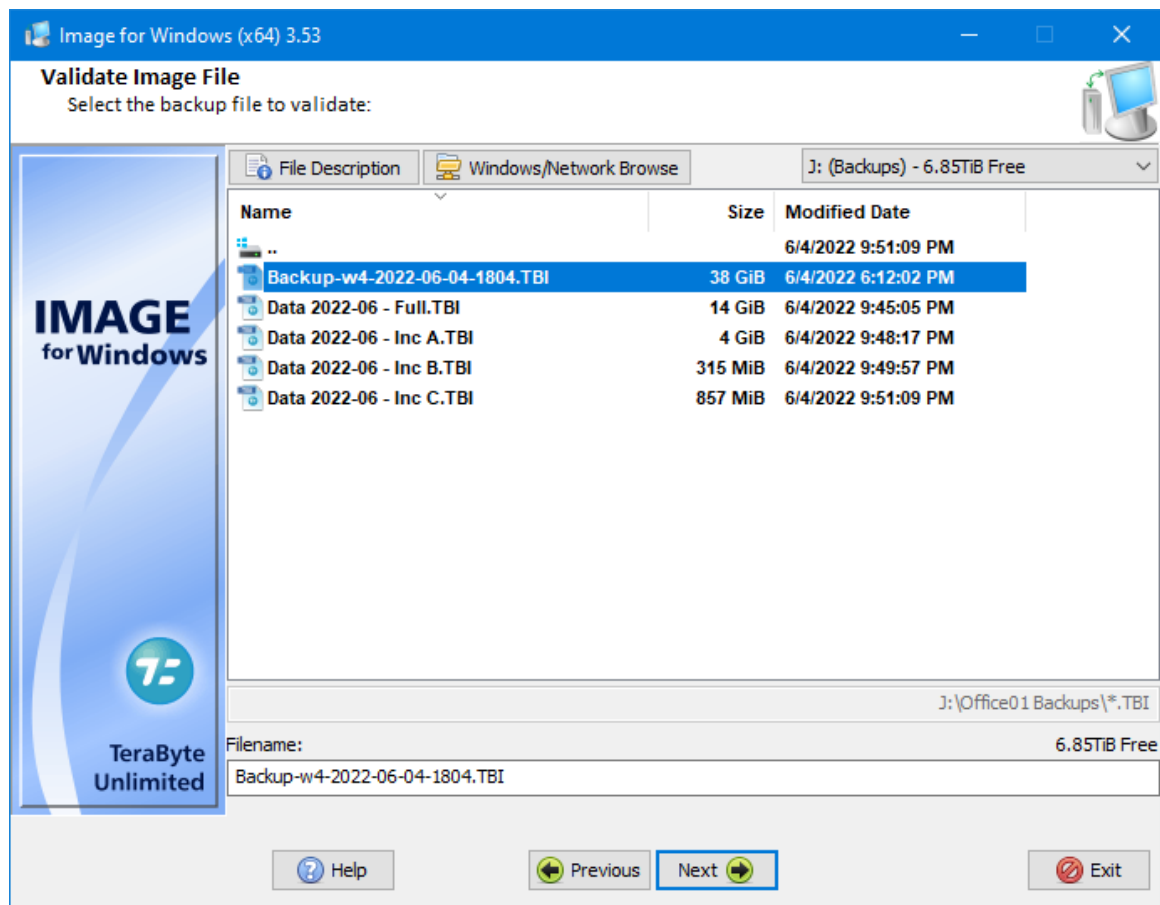 Image for Windows (x64) 3.53
Validate Image File
Select the backup file to validate:
File Description
Windows/Network Browse
J: (Backups) - 6.85TiB Free
Name Size Modified Date
.. 6/4/2022 9:51:09 PM
Backup-w4-2022-06-04-1804.TBI 38 GiB 6/4/2022 6:12:02 PM
Data 2022-06 - Full.TBI 14 GiB 6/4/2022 9:45:05 PM
Data 2022-06 - Inc A.TBI 4 GiB 6/4/2022 9:48:17 PM
Data 2022-06 - Inc B.TBI 315 MiB 6/4/2022 9:49:57 PM
Data 2022-06 - Inc C.TBI 857 MiB 6/4/2022 9:51:09 PM
IMAGE
for Windows
TeraByte
Unlimited
J:\Office01 Backups\*.TBI
Filename: 6.85TiB Free
Backup-w4-2022-06-04-1804.TBI
Help
Previous
Next
Exit